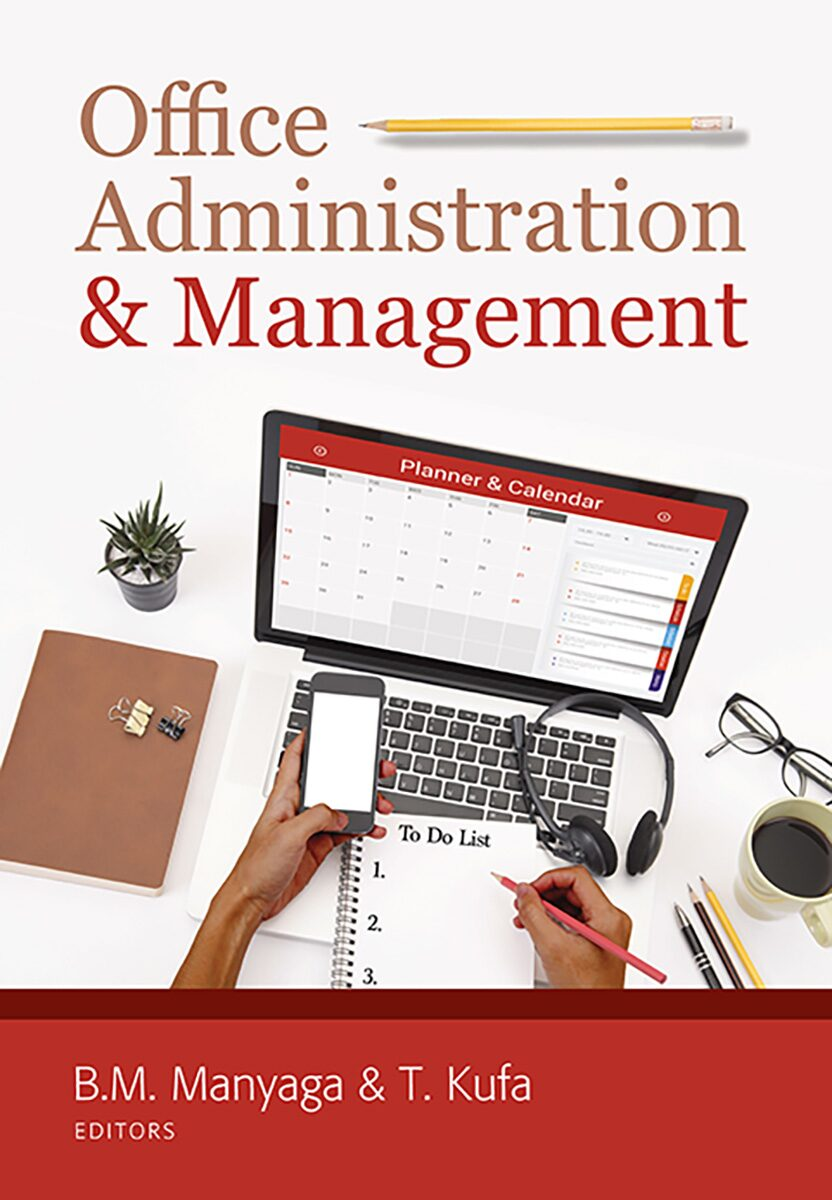 Office
Administration
& Management
Planner & Calendar
To Do List
1.
2.
3.
B.M. Manyaga & T. Kufa
EDITORS